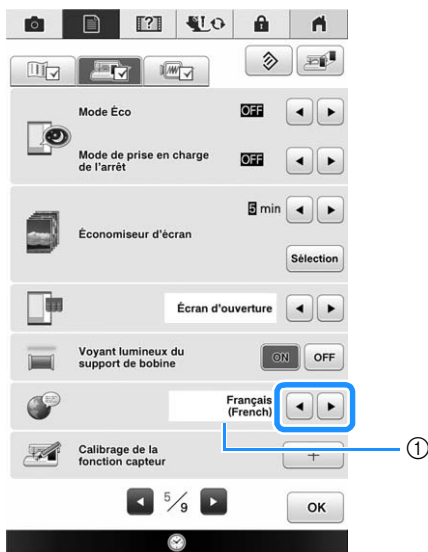 Mode Éco OFF
Mode de prise en charge
de l'arrêt OFF
5 min
Économiseur d'écran
Sélection
Écran d'ouverture
Voyant lumineux du
support de bobine ON OFF
Français
(French)
①
Calibrage de la
fonction capteur +
5/9 OK